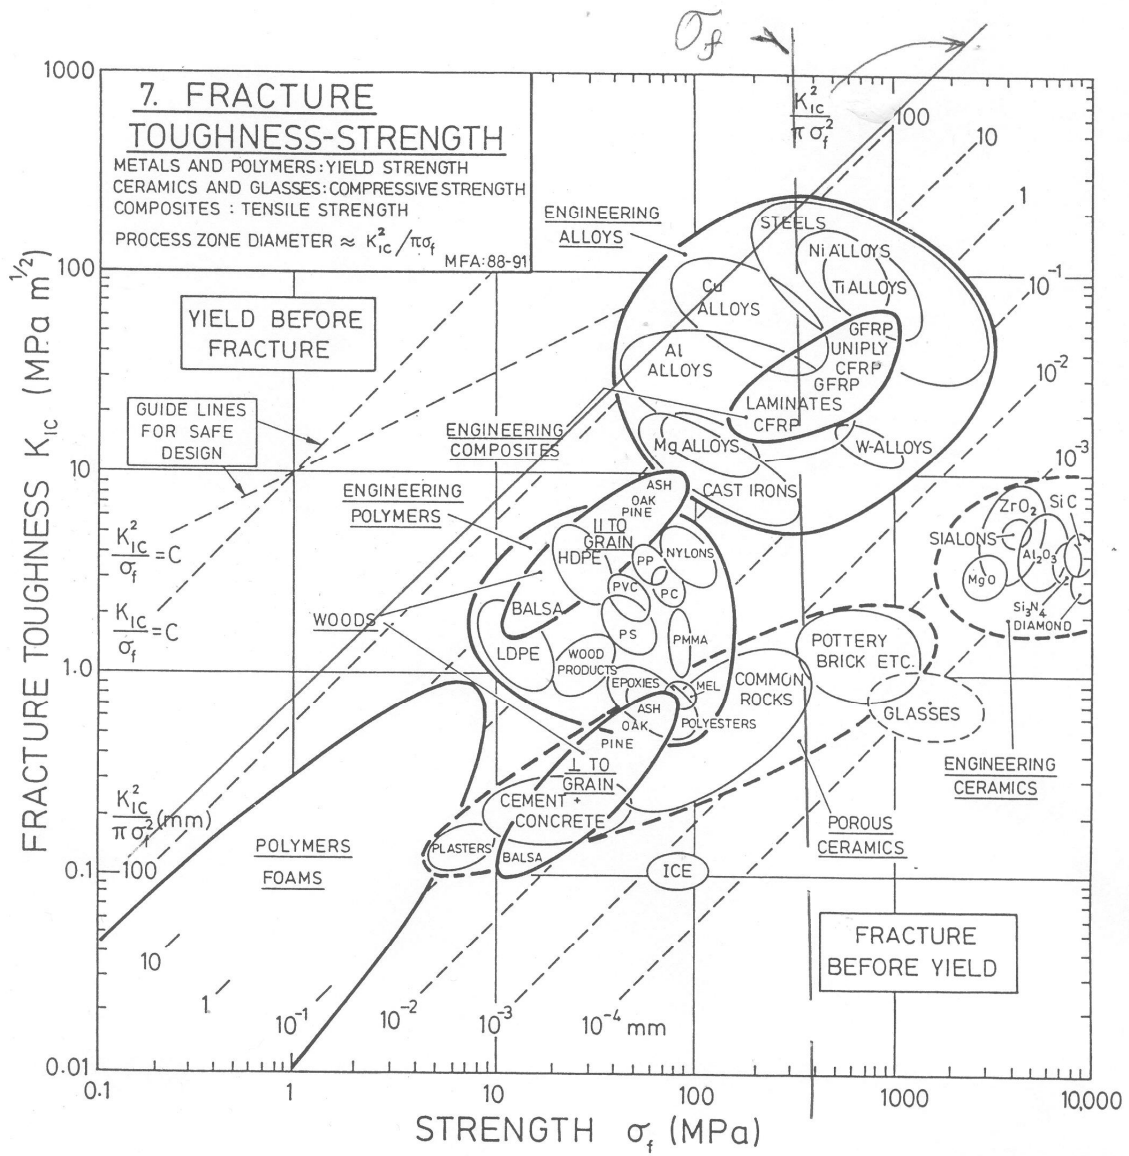 σf
1000
7. FRACTURE
TOUGHNESS-STRENGTH
METALS AND POLYMERS: YIELD STRENGTH
CERAMICS AND GLASSES: COMPRESSIVE STRENGTH
COMPOSITES : TENSILE STRENGTH
PROCESS ZONE DIAMETER ≈ K²IC/πσf²
MFA:88-91
K²IC
πσf²
100
10
1
10⁻¹
10⁻²
10⁻³
ENGINEERING
ALLOYS
STEELS
Ni ALLOYS
Ti ALLOYS
Cu
ALLOYS
Al
ALLOYS
GFRP
UNIPLY
CFRP
GFRP
LAMINATES
CFRP
Mg ALLOYS
W-ALLOYS
CAST IRONS
100
YIELD BEFORE
FRACTURE
GUIDE LINES
FOR SAFE
DESIGN
ENGINEERING
COMPOSITES
10
ENGINEERING
POLYMERS
ASH
OAK
PINE
|| TO
GRAIN
HDPE
PP
NYLONS
PVC
PC
BALSA
PS
PMMA
LDPE
WOOD
PRODUCTS
EPOXIES
MEL
POLYESTERS
WOODS
K²IC
σf
=C
KIC
σf
=C
ZrO₂
SiC
SIALONS
Al₂O₃
MgO
Si₃N₄
DIAMOND
POTTERY
BRICK ETC.
COMMON
ROCKS
GLASSES
ENGINEERING
CERAMICS
1.0
ASH
OAK
PINE
⊥ TO
GRAIN
CEMENT +
CONCRETE
PLASTERS
BALSA
ICE
POROUS
CERAMICS
K²IC
πσf²
(mm)
POLYMERS
FOAMS
0.1
100
10
1
10⁻¹
10⁻²
10⁻³
10⁻⁴ mm
FRACTURE
BEFORE YIELD
0.01
0.1
1
10
100
1000
10,000
FRACTURE TOUGHNESS KIC (MPa m^1/2)
STRENGTH σf (MPa)